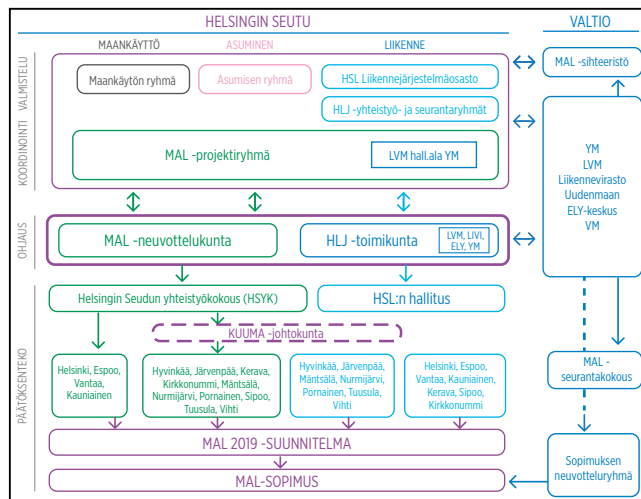 HELSINGIN SEUTU
VALTIO
MAANKÄYTTÖ
ASUMINEN
LIIKENNE
VALMISTELU
Maankäytön ryhmä
Asumisen ryhmä
HSL Liikennejärjestelmäosasto
MAL -sihteeristö
HLJ -yhteistyö- ja seurantaryhmät
KOORDINOINTI
MAL -projektiryhmä
LVM hall.ala YM
YM
LVM
Liikennevirasto
Uudenmaan
ELY-keskus
VM
OHJAUS
MAL -neuvottelukunta
HLJ -toimikunta
LVM, LIVI,
ELY, YM
PÄÄTÖKSENTEKO
Helsingin Seudun yhteistyökokous (HSYK)
HSL:n hallitus
KUUMA -johtokunta
Helsinki, Espoo,
Vantaa,
Kauniainen
Hyvinkää, Järvenpää, Kerava,
Kirkkonummi, Mäntsälä,
Nurmijärvi, Pornainen, Sipoo,
Tuusula, Vihti
Hyvinkää, Järvenpää,
Mäntsälä, Nurmijärvi,
Pornainen, Tuusula,
Vihti
Helsinki, Espoo,
Vantaa, Kauniainen,
Kerava, Sipoo,
Kirkkonummi
MAL -
seurantakokous
MAL 2019 -SUUNNITELMA
MAL-SOPIMUS
Sopimuksen
neuvotteluryhmä